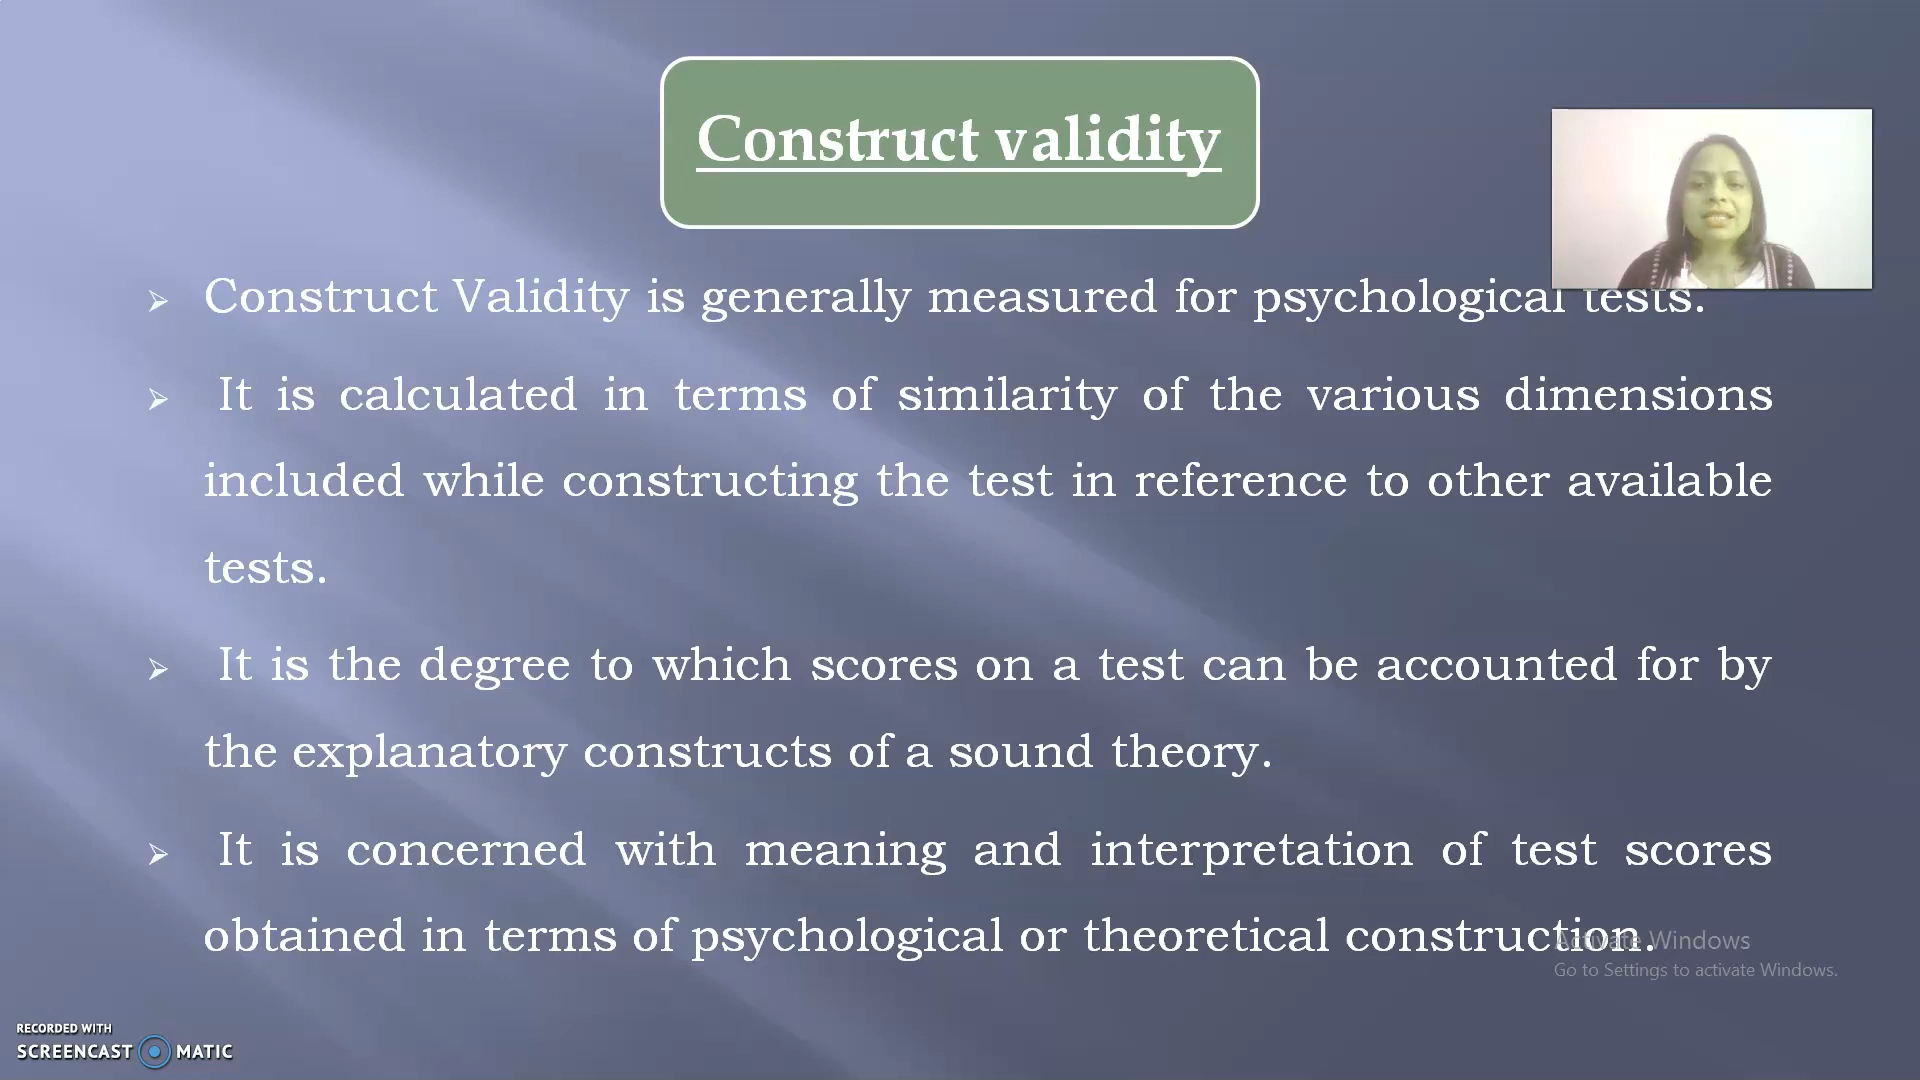 Construct validity
➢ Construct Validity is generally measured for psychological tests.
➢ It is calculated in terms of similarity of the various dimensions
included while constructing the test in reference to other available
tests.
➢ It is the degree to which scores on a test can be accounted for by
the explanatory constructs of a sound theory.
➢ It is concerned with meaning and interpretation of test scores
obtained in terms of psychological or theoretical construction.
Activate Windows
Go to Settings to activate Windows.
RECORDED WITH
SCREENCAST MATIC